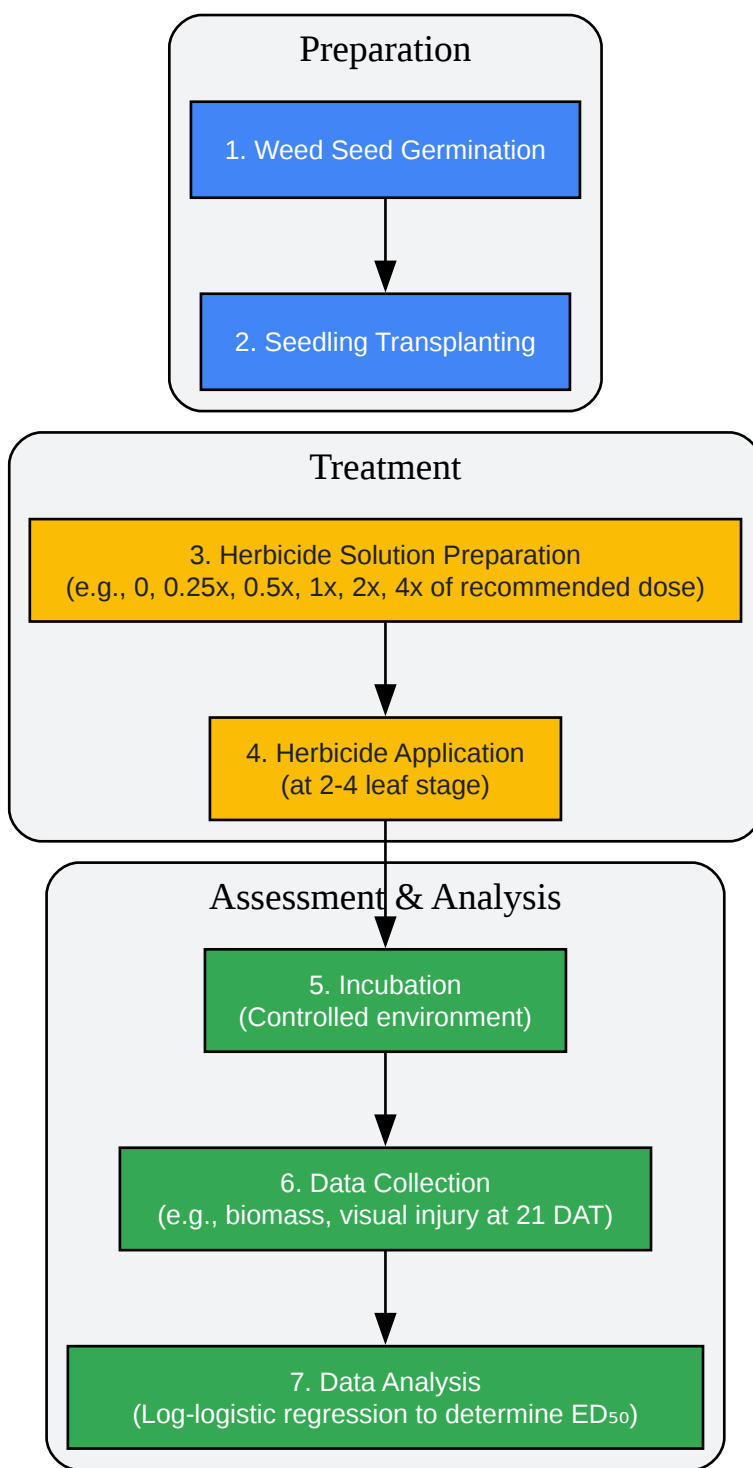 Preparation
1. Weed Seed Germination
2. Seedling Transplanting
Treatment
3. Herbicide Solution Preparation
(e.g., 0, 0.25x, 0.5x, 1x, 2x, 4x of recommended dose)
4. Herbicide Application
(at 2-4 leaf stage)
Assessment & Analysis
5. Incubation
(Controlled environment)
6. Data Collection
(e.g., biomass, visual injury at 21 DAT)
7. Data Analysis
(Log-logistic regression to determine ED₅₀)